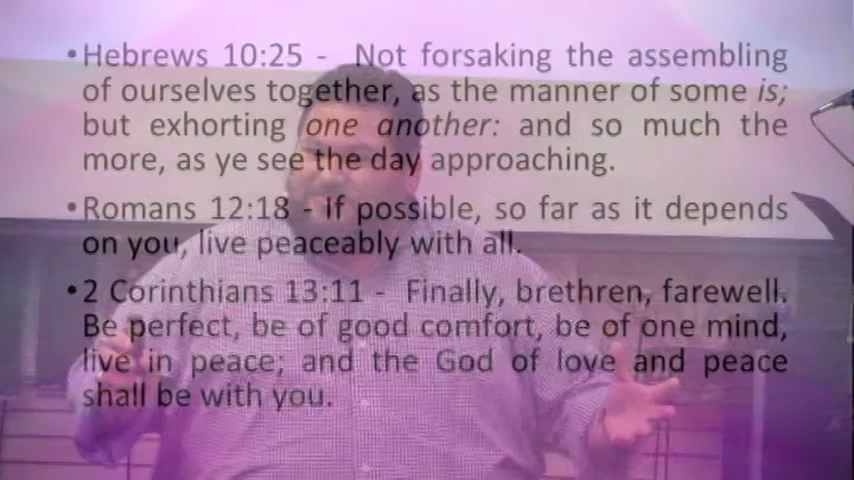 •Hebrews 10:25 - Not forsaking the assembling
of ourselves together, as the manner of some is;
but exhorting one another: and so much the
more, as ye see the day approaching.
•Romans 12:18 - If possible, so far as it depends
on you, live peaceably with all.
•2 Corinthians 13:11 - Finally, brethren, farewell.
Be perfect, be of good comfort, be of one mind,
live in peace; and the God of love and peace
shall be with you.